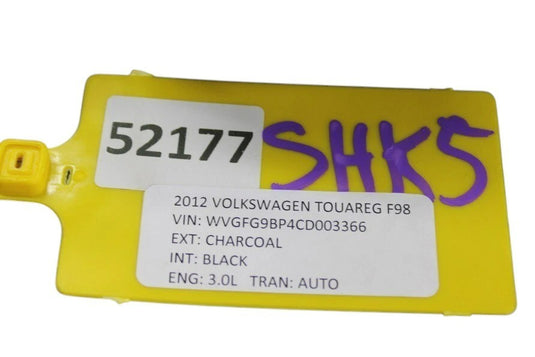 52177
SHK5
2012 VOLKSWAGEN TOUAREG F98
VIN: WVGFG9BP4CD003366
EXT: CHARCOAL
INT: BLACK
ENG: 3.0L TRAN: AUTO